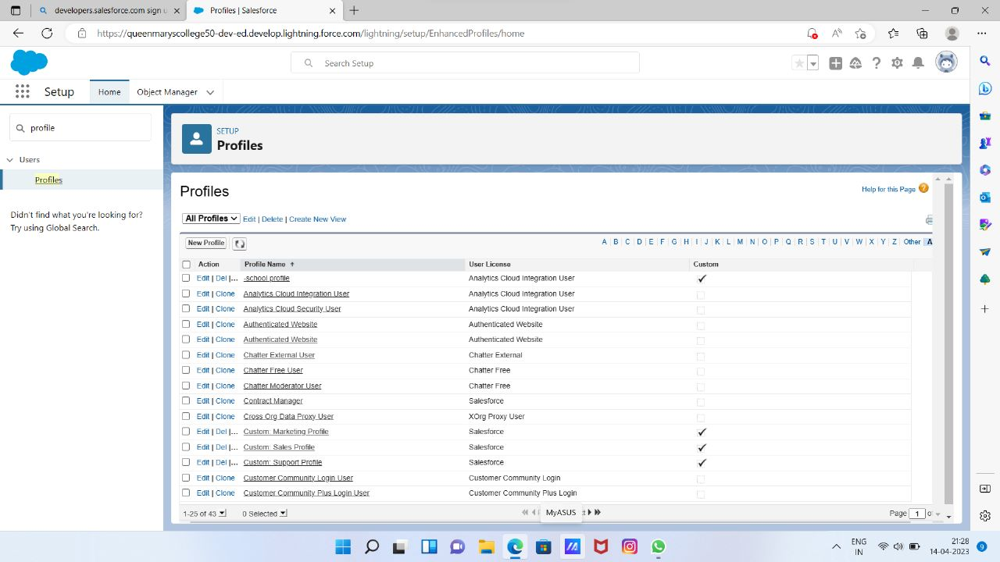 developers.salesforce.com sign u
Profiles | Salesforce
https://queenmaryscollege50-dev-ed.develop.lightning.force.com/lightning/setup/EnhancedProfiles/home
Search Setup
Setup
Home
Object Manager
profile
Users
Profiles
Didn't find what you're looking for?
Try using Global Search.
SETUP
Profiles
Profiles
Help for this Page
All Profiles Edit | Delete | Create New View
New Profile
A B C D E F G H I J K L M N O P Q R S T U V W X Y Z Other A
Action Profile Name User License Custom
Edit | Del |... -school profile Analytics Cloud Integration User
Edit | Clone Analytics Cloud Integration User Analytics Cloud Integration User
Edit | Clone Analytics Cloud Security User Analytics Cloud Integration User
Edit | Clone Authenticated Website Authenticated Website
Edit | Clone Authenticated Website Authenticated Website
Edit | Clone Chatter External User Chatter External
Edit | Clone Chatter Free User Chatter Free
Edit | Clone Chatter Moderator User Chatter Free
Edit | Clone Contract Manager Salesforce
Edit | Clone Cross Org Data Proxy User XOrg Proxy User
Edit | Del |... Custom: Marketing Profile Salesforce
Edit | Del |... Custom: Sales Profile Salesforce
Edit | Del |... Custom: Support Profile Salesforce
Edit | Clone Customer Community Login User Customer Community Login
Edit | Clone Customer Community Plus Login User Customer Community Plus Login
1-25 of 43 0 Selected
MyASUS
Page 1
ENG
IN
21:28
14-04-2023
9